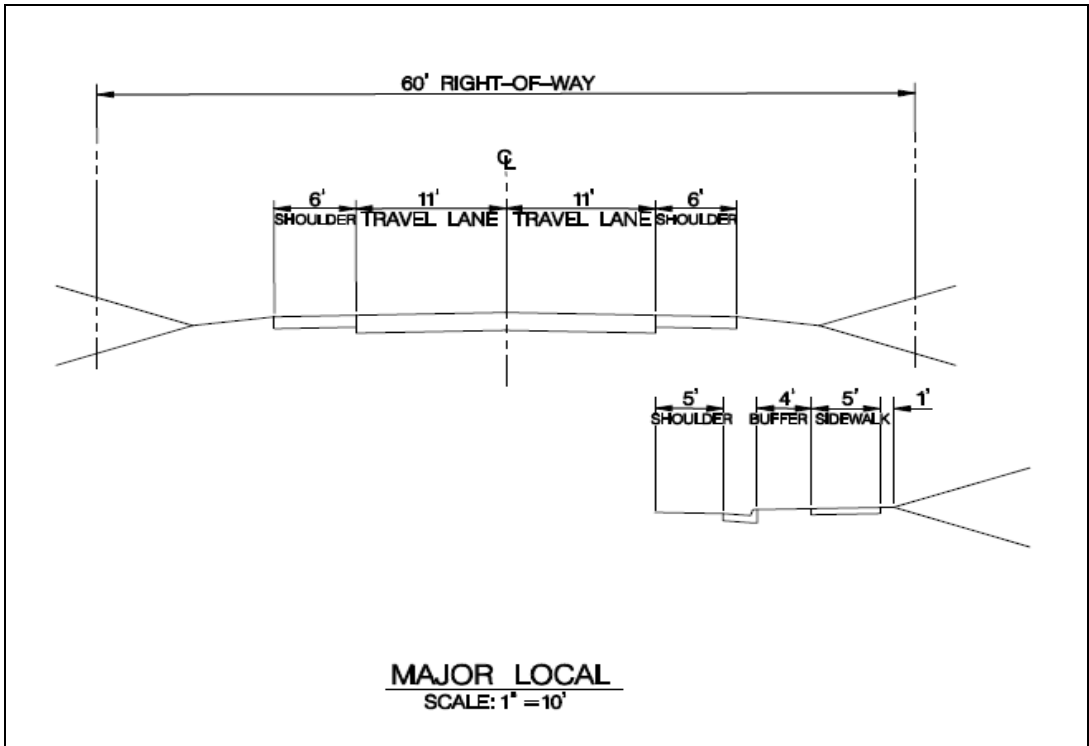 60' RIGHT-OF-WAY
℄
6' 11' 11' 6'
SHOULDER TRAVEL LANE TRAVEL LANE SHOULDER
5' 4' 5' 1'
SHOULDER BUFFER SIDEWALK
MAJOR LOCAL
SCALE: 1" = 10'